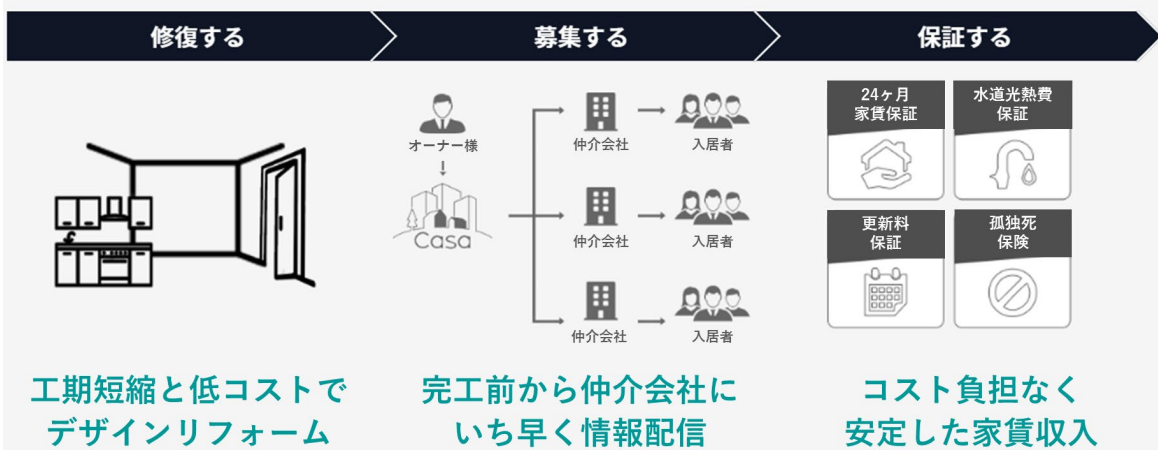 修復する
募集する
保証する
オーナー様
Casa
仲介会社
入居者
仲介会社
入居者
仲介会社
入居者
24ヶ月
家賃保証
水道光熱費
保証
更新料
保証
孤独死
保険
工期短縮と低コストで
デザインリフォーム
完工前から仲介会社に
いち早く情報配信
コスト負担なく
安定した家賃収入